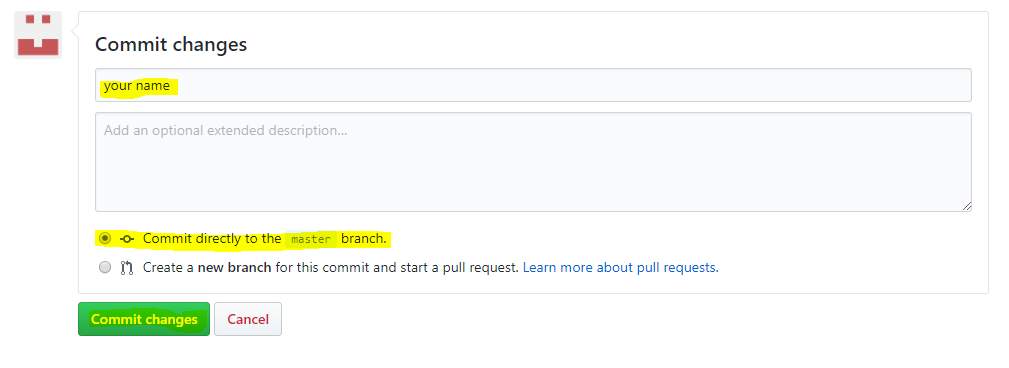 Commit changes
your name
Add an optional extended description...
Commit directly to the master branch.
Create a new branch for this commit and start a pull request. Learn more about pull requests.
Commit changes Cancel